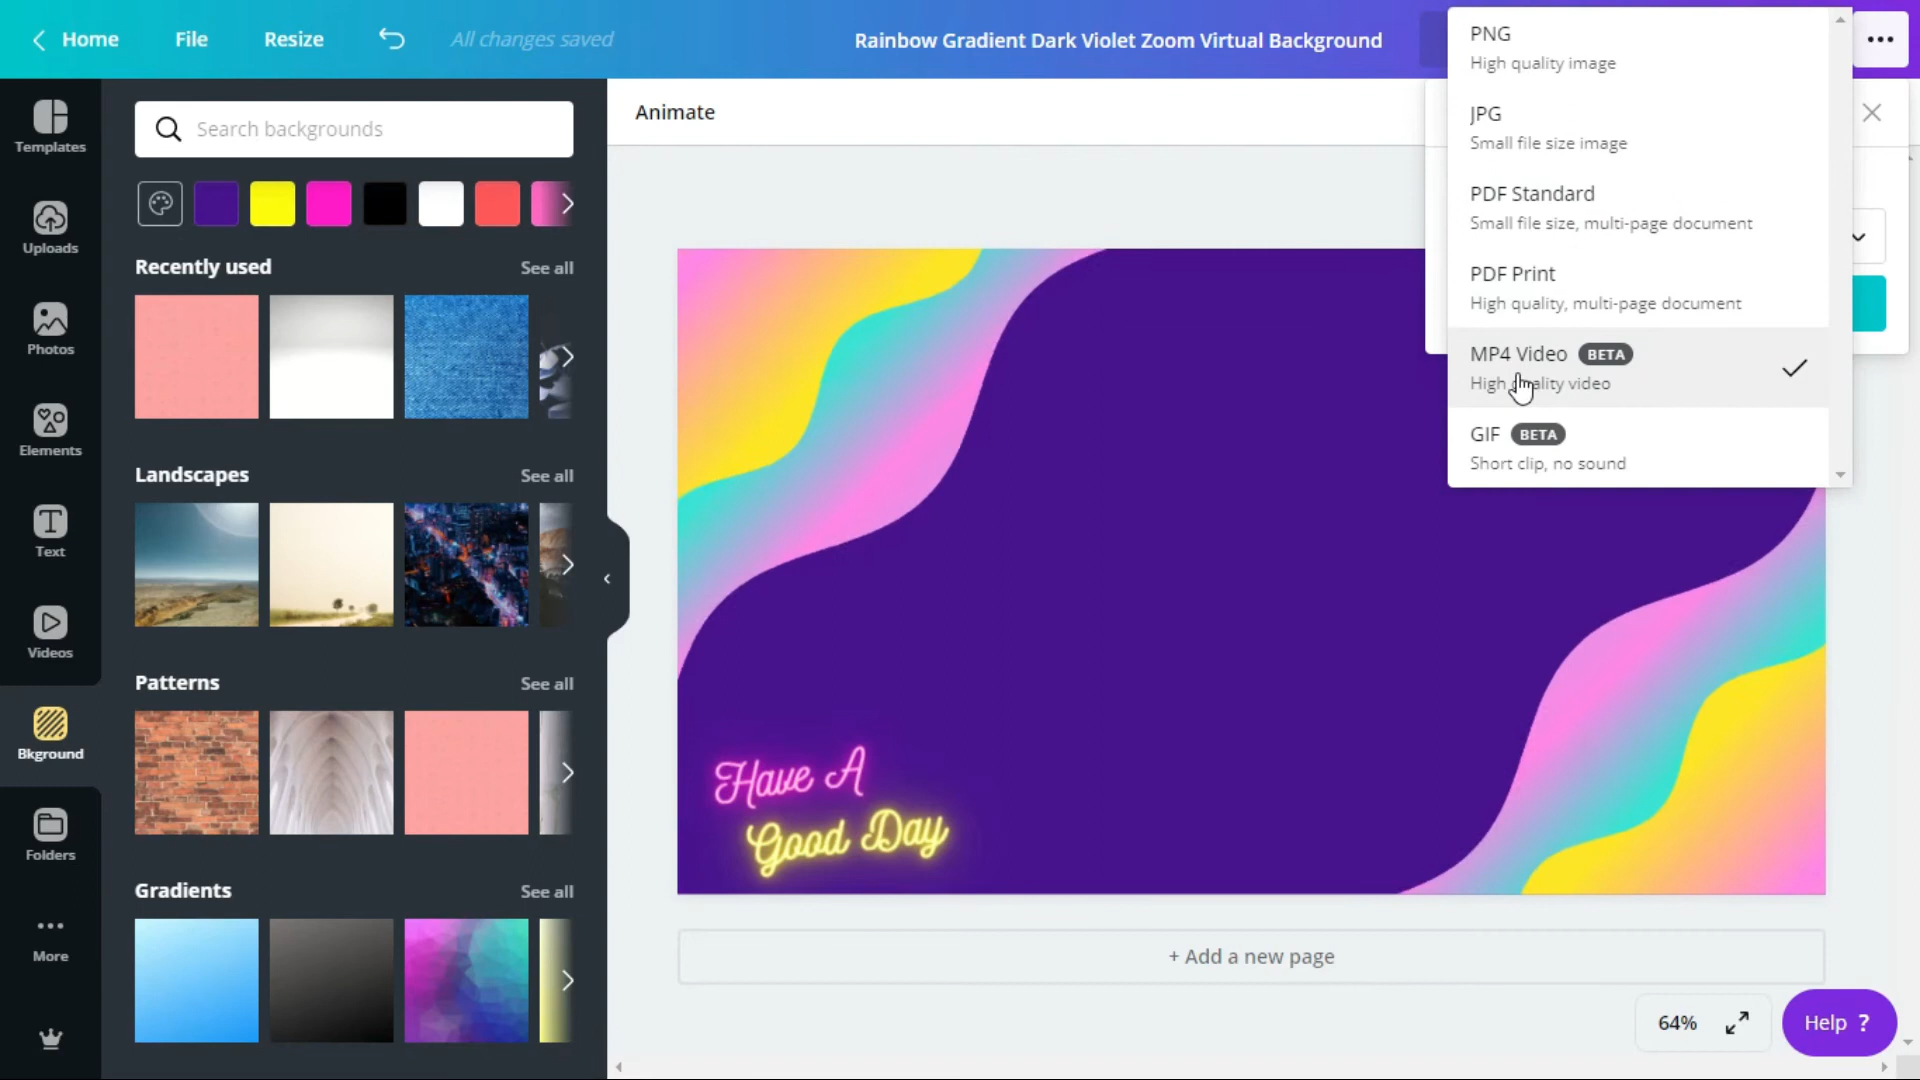 Home
File
Resize
All changes saved
Rainbow Gradient Dark Violet Zoom Virtual Background
Templates
Uploads
Photos
Elements
Text
Videos
Bkground
Folders
More
Search backgrounds
Recently used
See all
Landscapes
See all
Patterns
See all
Gradients
See all
Animate
PNG
High quality image
JPG
Small file size image
PDF Standard
Small file size, multi-page document
PDF Print
High quality, multi-page document
MP4 Video BETA
High quality video
GIF BETA
Short clip, no sound
Have A
Good Day
+ Add a new page
64%
Help ?